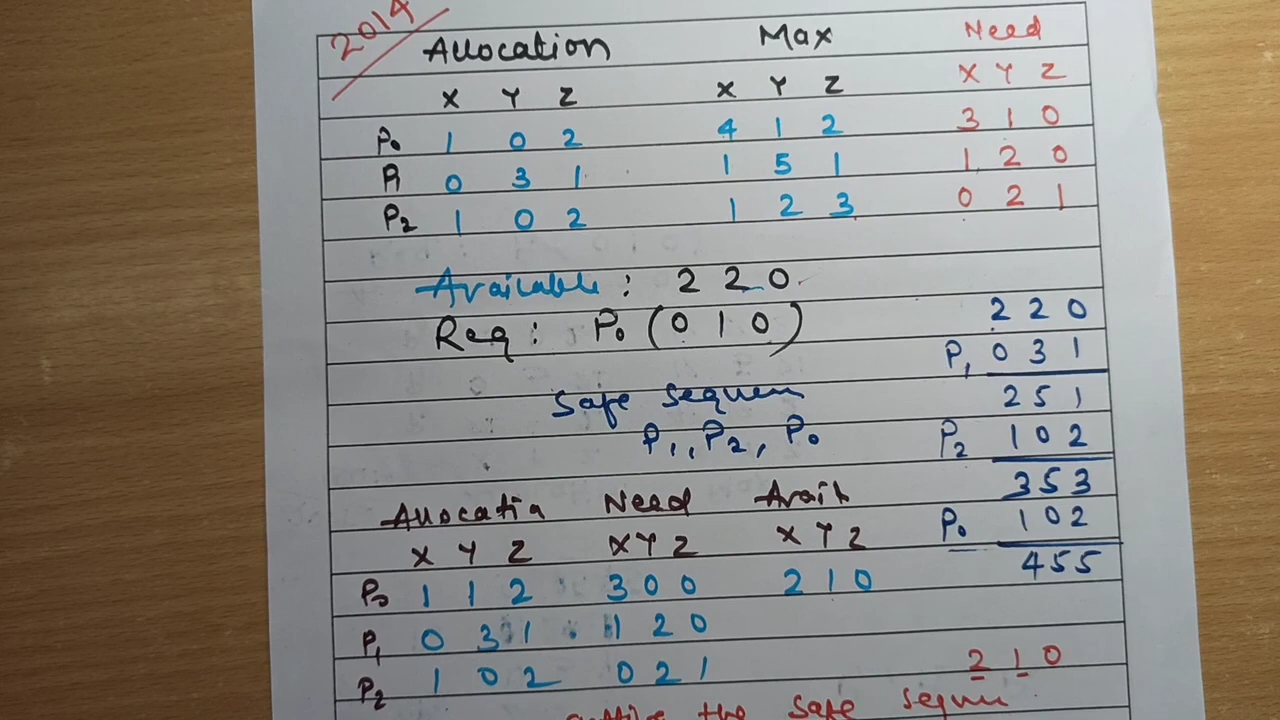 2014
Allocation Max Need
X Y Z X Y Z X Y Z
P0 1 0 2 4 1 2 3 1 0
P1 0 3 1 1 5 1 1 2 0
P2 1 0 2 1 2 3 0 2 1
Available : 2 2 0
Req : P0 (0 1 0)
2 2 0
P1 0 3 1
Safe Sequen 2 5 1
P1, P2, P0 P2 1 0 2
3 5 3
Allocatin Need Avail P0 1 0 2
X Y Z X Y Z X Y Z 4 5 5
P0 1 1 2 3 0 0 2 1 0
P1 0 3 1 1 2 0
P2 1 0 2 0 2 1 2 1 0
the safe sequen